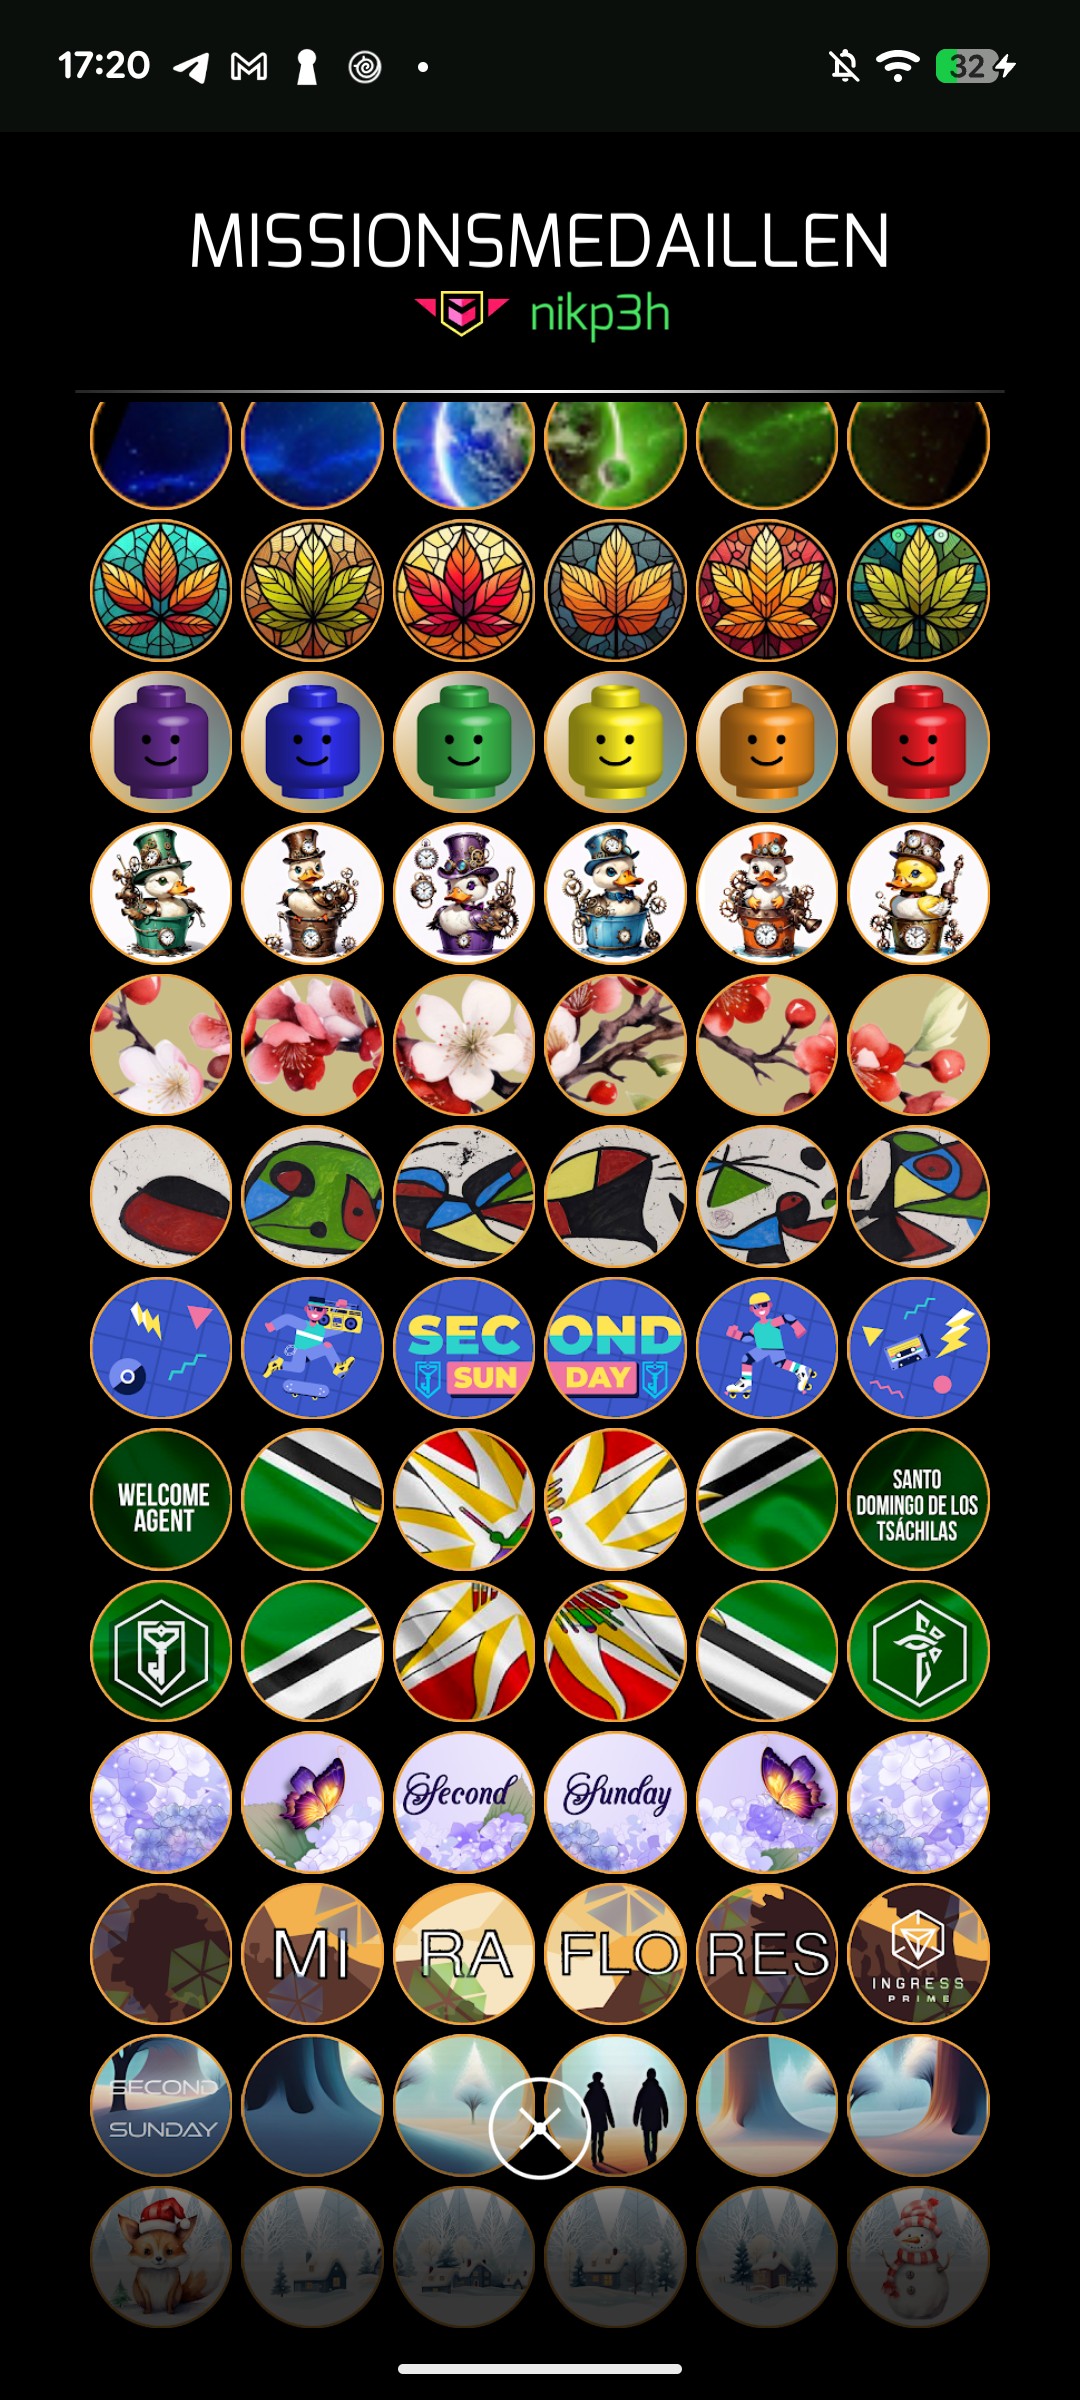 17:20
32
MISSIONSMEDAILLEN
nikp3h
SEC OND
SUN DAY
WELCOME
AGENT
SANTO
DOMINGO DE LOS
TSÁCHILAS
Second Sunday
MI RA FLO RES
INGRESS
PRIME
SECOND
SUNDAY